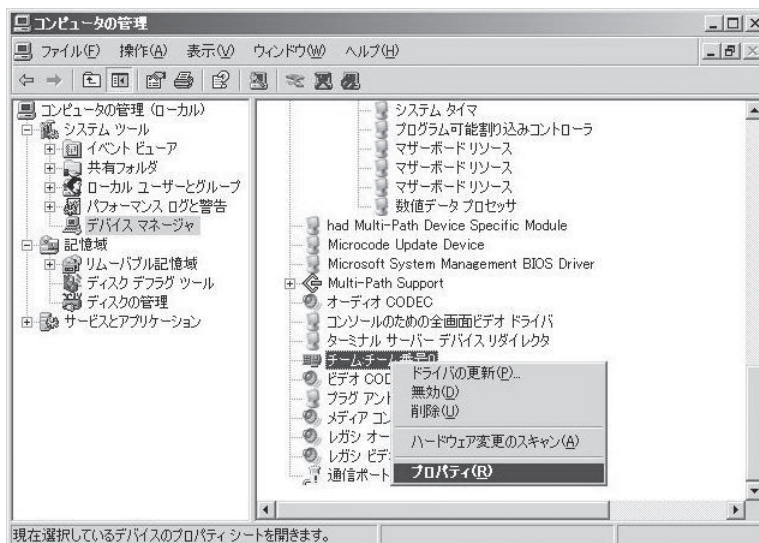 コンピュータの管理
ファイル(F) 操作(A) 表示(V) ウィンドウ(W) ヘルプ(H)
コンピュータの管理 (ローカル)
システム ツール
イベント ビューア
共有フォルダ
ローカル ユーザーとグループ
パフォーマンス ログと警告
デバイス マネージャ
記憶域
リムーバブル記憶域
ディスク デフラグ ツール
ディスクの管理
サービスとアプリケーション
システム タイマ
プログラム可能割り込みコントローラ
マザーボード リソース
マザーボード リソース
マザーボード リソース
数値データ プロセッサ
had Multi-Path Device Specific Module
Microcode Update Device
Microsoft System Management BIOS Driver
Multi-Path Support
オーディオ CODEC
コンソールのための全画面ビデオ ドライバ
ターミナル サーバー デバイス リダイレクタ
チームチーム番号0
ビデオ COD
プラグ アント
メディア コン
レガシ オー
レガシ ビデ
通信ポート
ドライバの更新(P)...
無効(D)
削除(U)
ハードウェア変更のスキャン(A)
プロパティ(R)
現在選択しているデバイスのプロパティ シートを開きます。